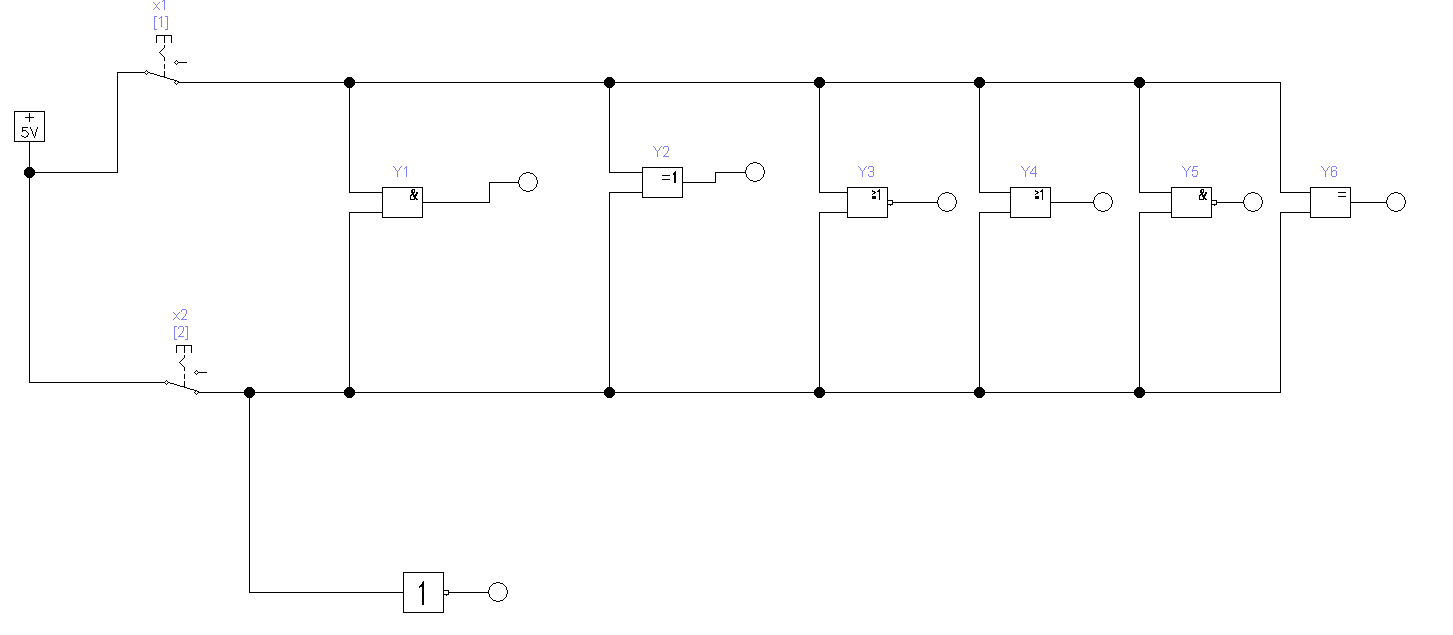 x1
[1]
+
5V
Y1
&
Y2
=1
Y3
≥1
Y4
≥1
Y5
&
Y6
=
x2
[2]
1